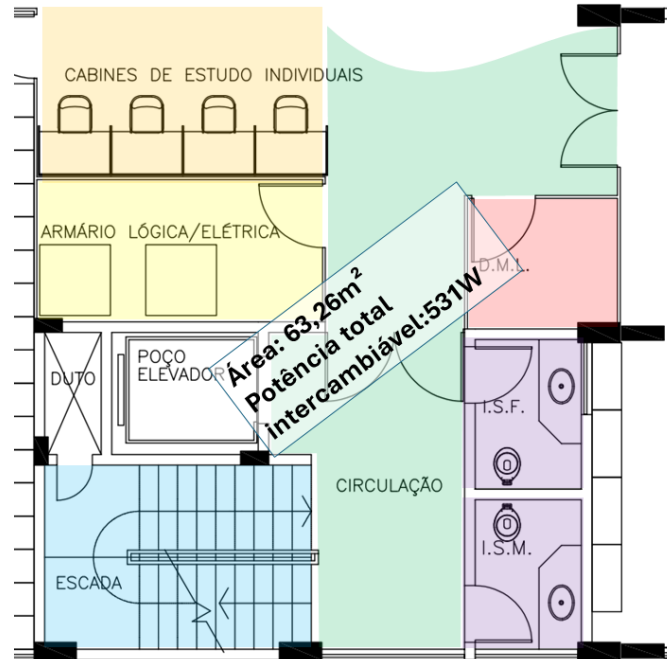 CABINES DE ESTUDO INDIVIDUAIS
ARMÁRIO LÓGICA/ELÉTRICA
D.M.L.
Área: 63,26m²
Potência total
intercambiável:531W
POÇO
ELEVADOR
DUTO
I.S.F.
CIRCULAÇÃO
I.S.M.
ESCADA